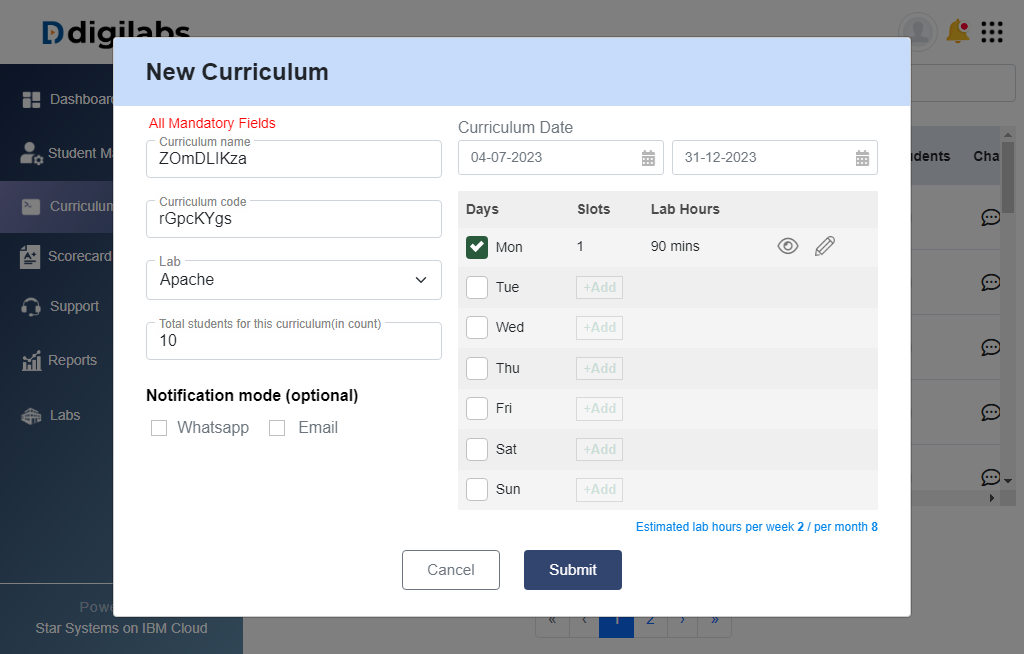 digilabs
New Curriculum
Dashboard
Student M
Curriculum
Scorecard
Support
Reports
Labs
All Mandatory Fields
Curriculum name
ZOmDLIKza
Curriculum code
rGpcKYgs
Lab
Apache
Total students for this curriculum(in count)
10
Notification mode (optional)
Whatsapp Email
Curriculum Date
04-07-2023 31-12-2023
Days Slots Lab Hours
Mon 1 90 mins
Tue +Add
Wed +Add
Thu +Add
Fri +Add
Sat +Add
Sun +Add
Estimated lab hours per week 2 / per month 8
Cancel Submit
dents Cha
Powe
Star Systems on IBM Cloud
« ‹ 1 2 › »